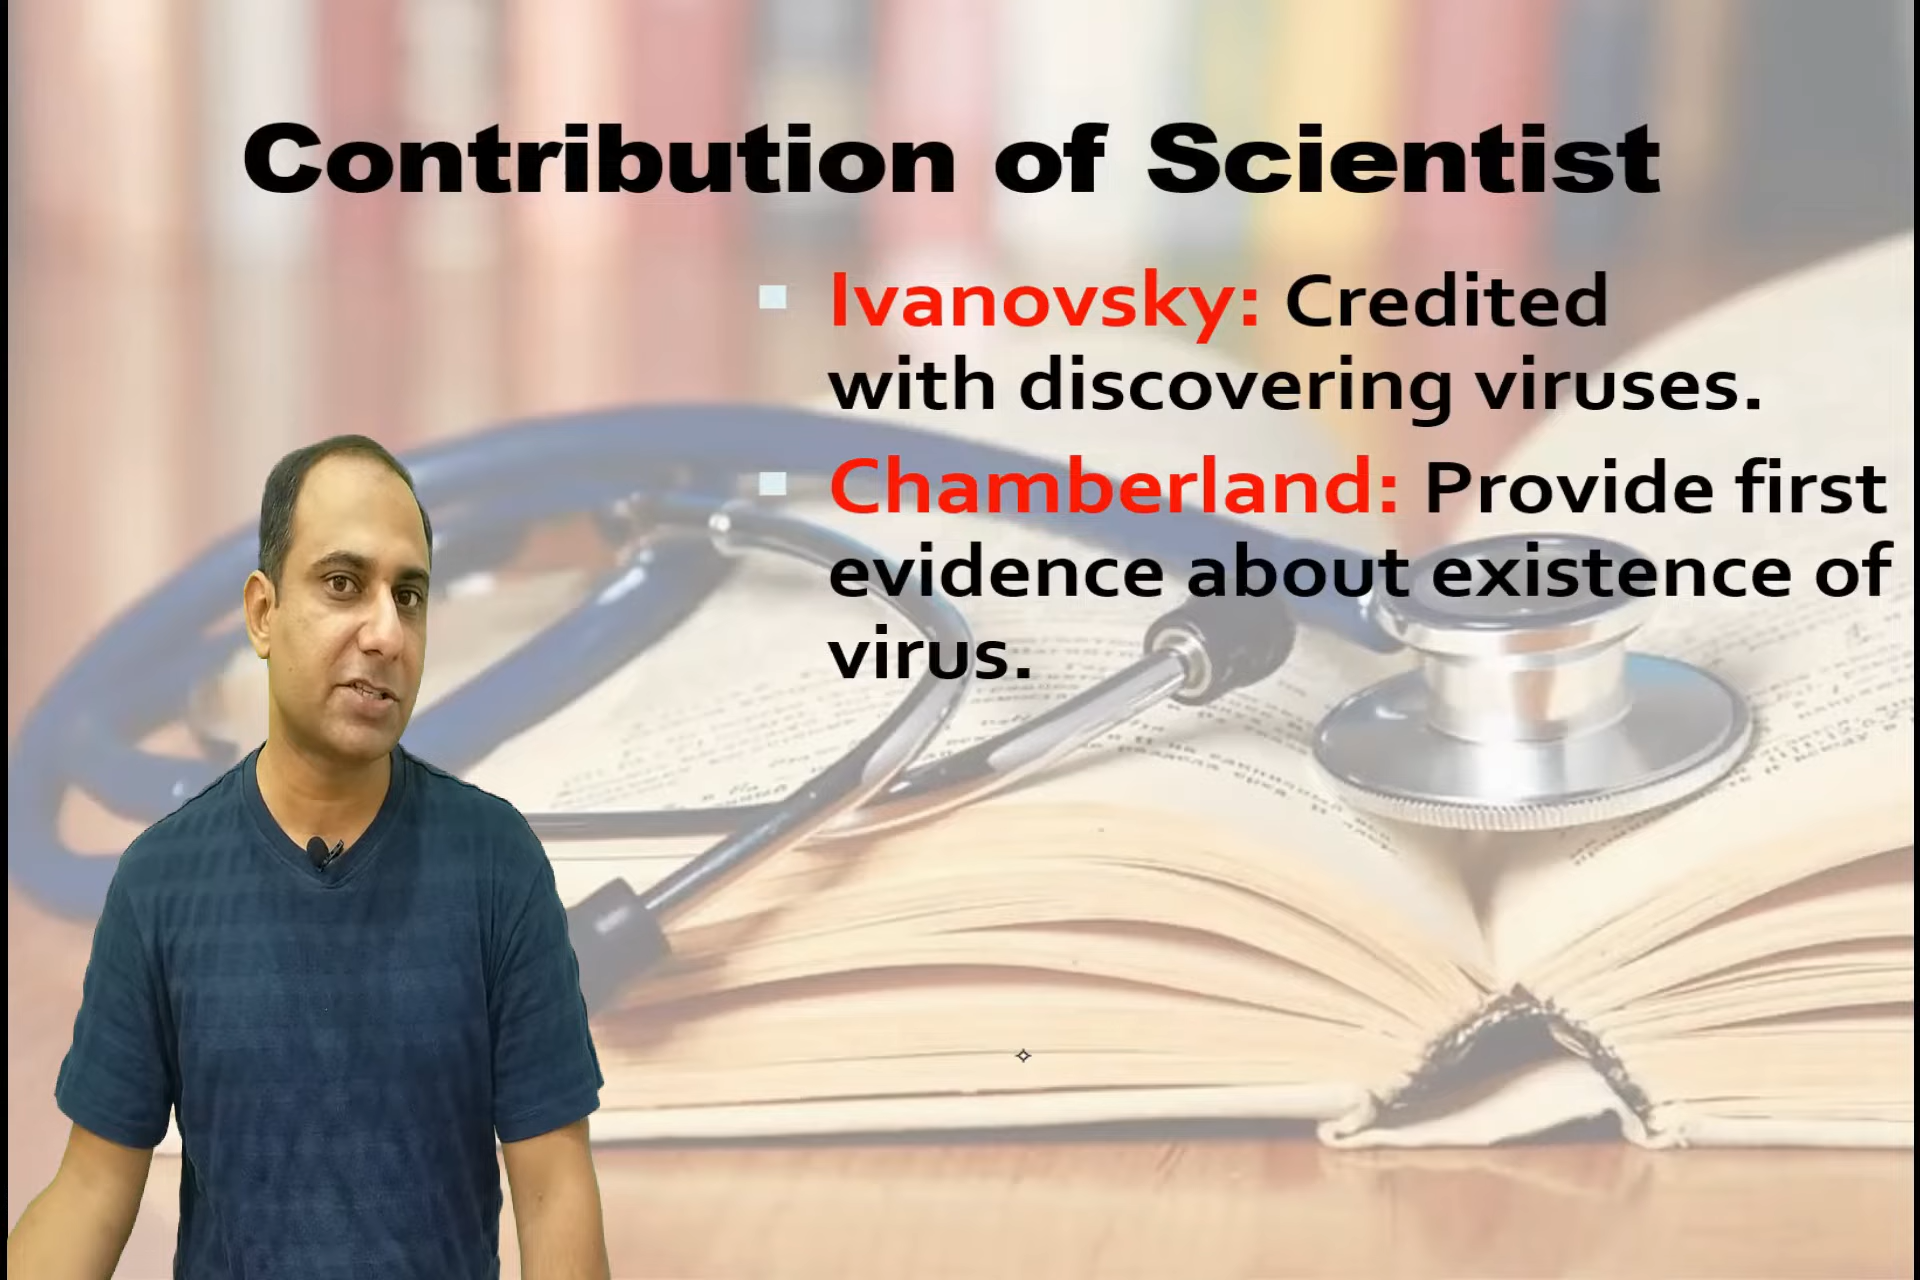 Contribution of Scientist
Ivanovsky: Credited
with discovering viruses.
Chamberland: Provide first
evidence about existence of
virus.